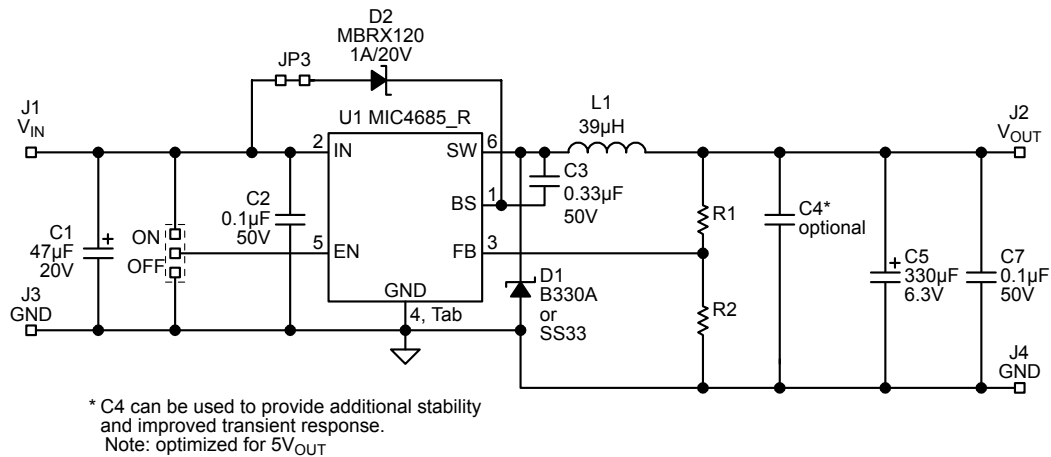 D2
MBRX120
1A/20V
JP3
U1 MIC4685_R
J1
VIN
2
IN
SW
6
L1
39µH
J2
VOUT
C3
0.33µF
50V
1
BS
C2
0.1µF
50V
C1
47µF
20V
+
ON
OFF
5
EN
FB
3
R1
C4*
optional
R2
C5
330µF
6.3V
+
C7
0.1µF
50V
D1
B330A
or
SS33
GND
4, Tab
J3
GND
J4
GND
* C4 can be used to provide additional stability
and improved transient response.
Note: optimized for 5VOUT